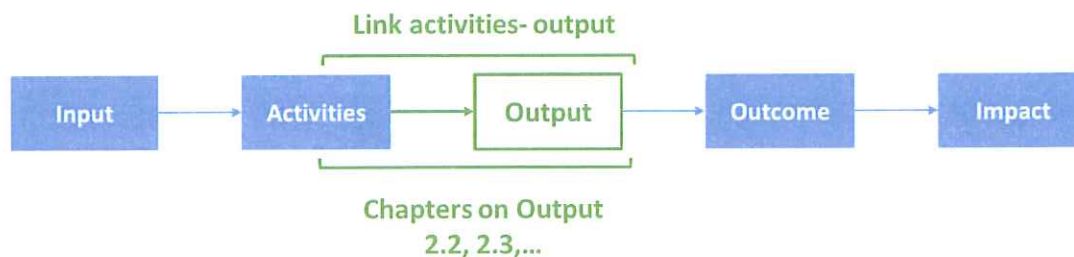 Link activities- output
Input
Activities
Output
Outcome
Impact
Chapters on Output
2.2, 2.3,...